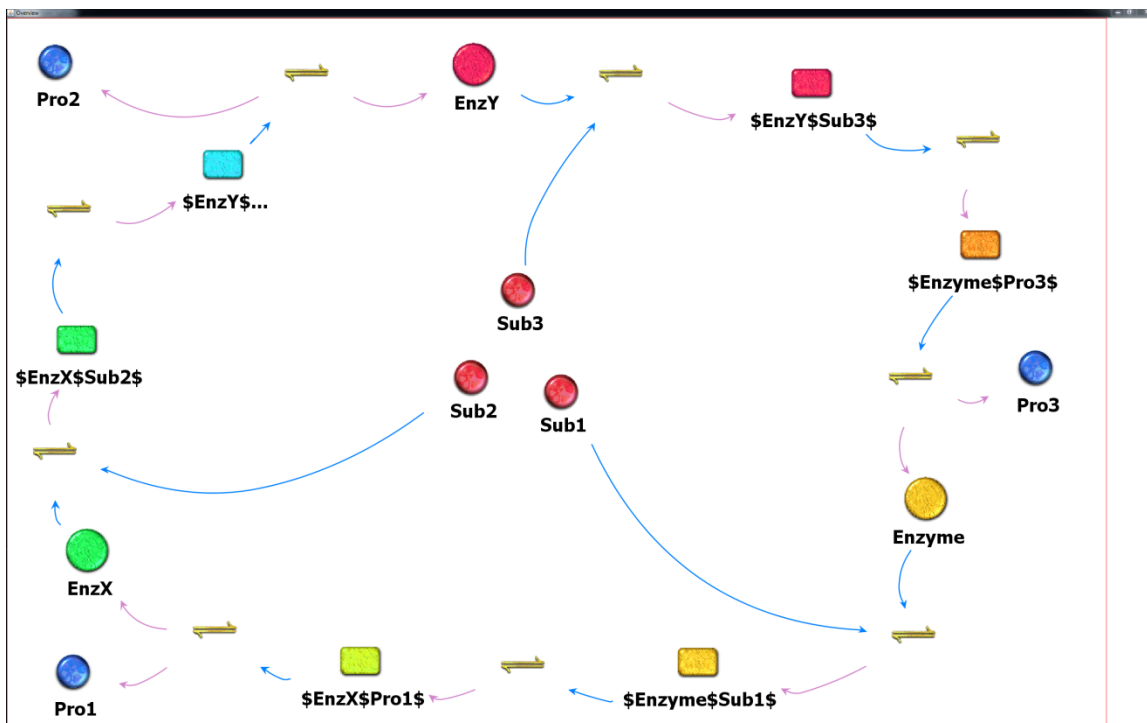 Overview
Pro2
EnzY
$EnzY$Sub3$
$EnzY$...
$Enzyme$Pro3$
Sub3
$EnzX$Sub2$
Sub2
Sub1
Pro3
Enzyme
EnzX
$EnzX$Pro1$
$Enzyme$Sub1$
Pro1